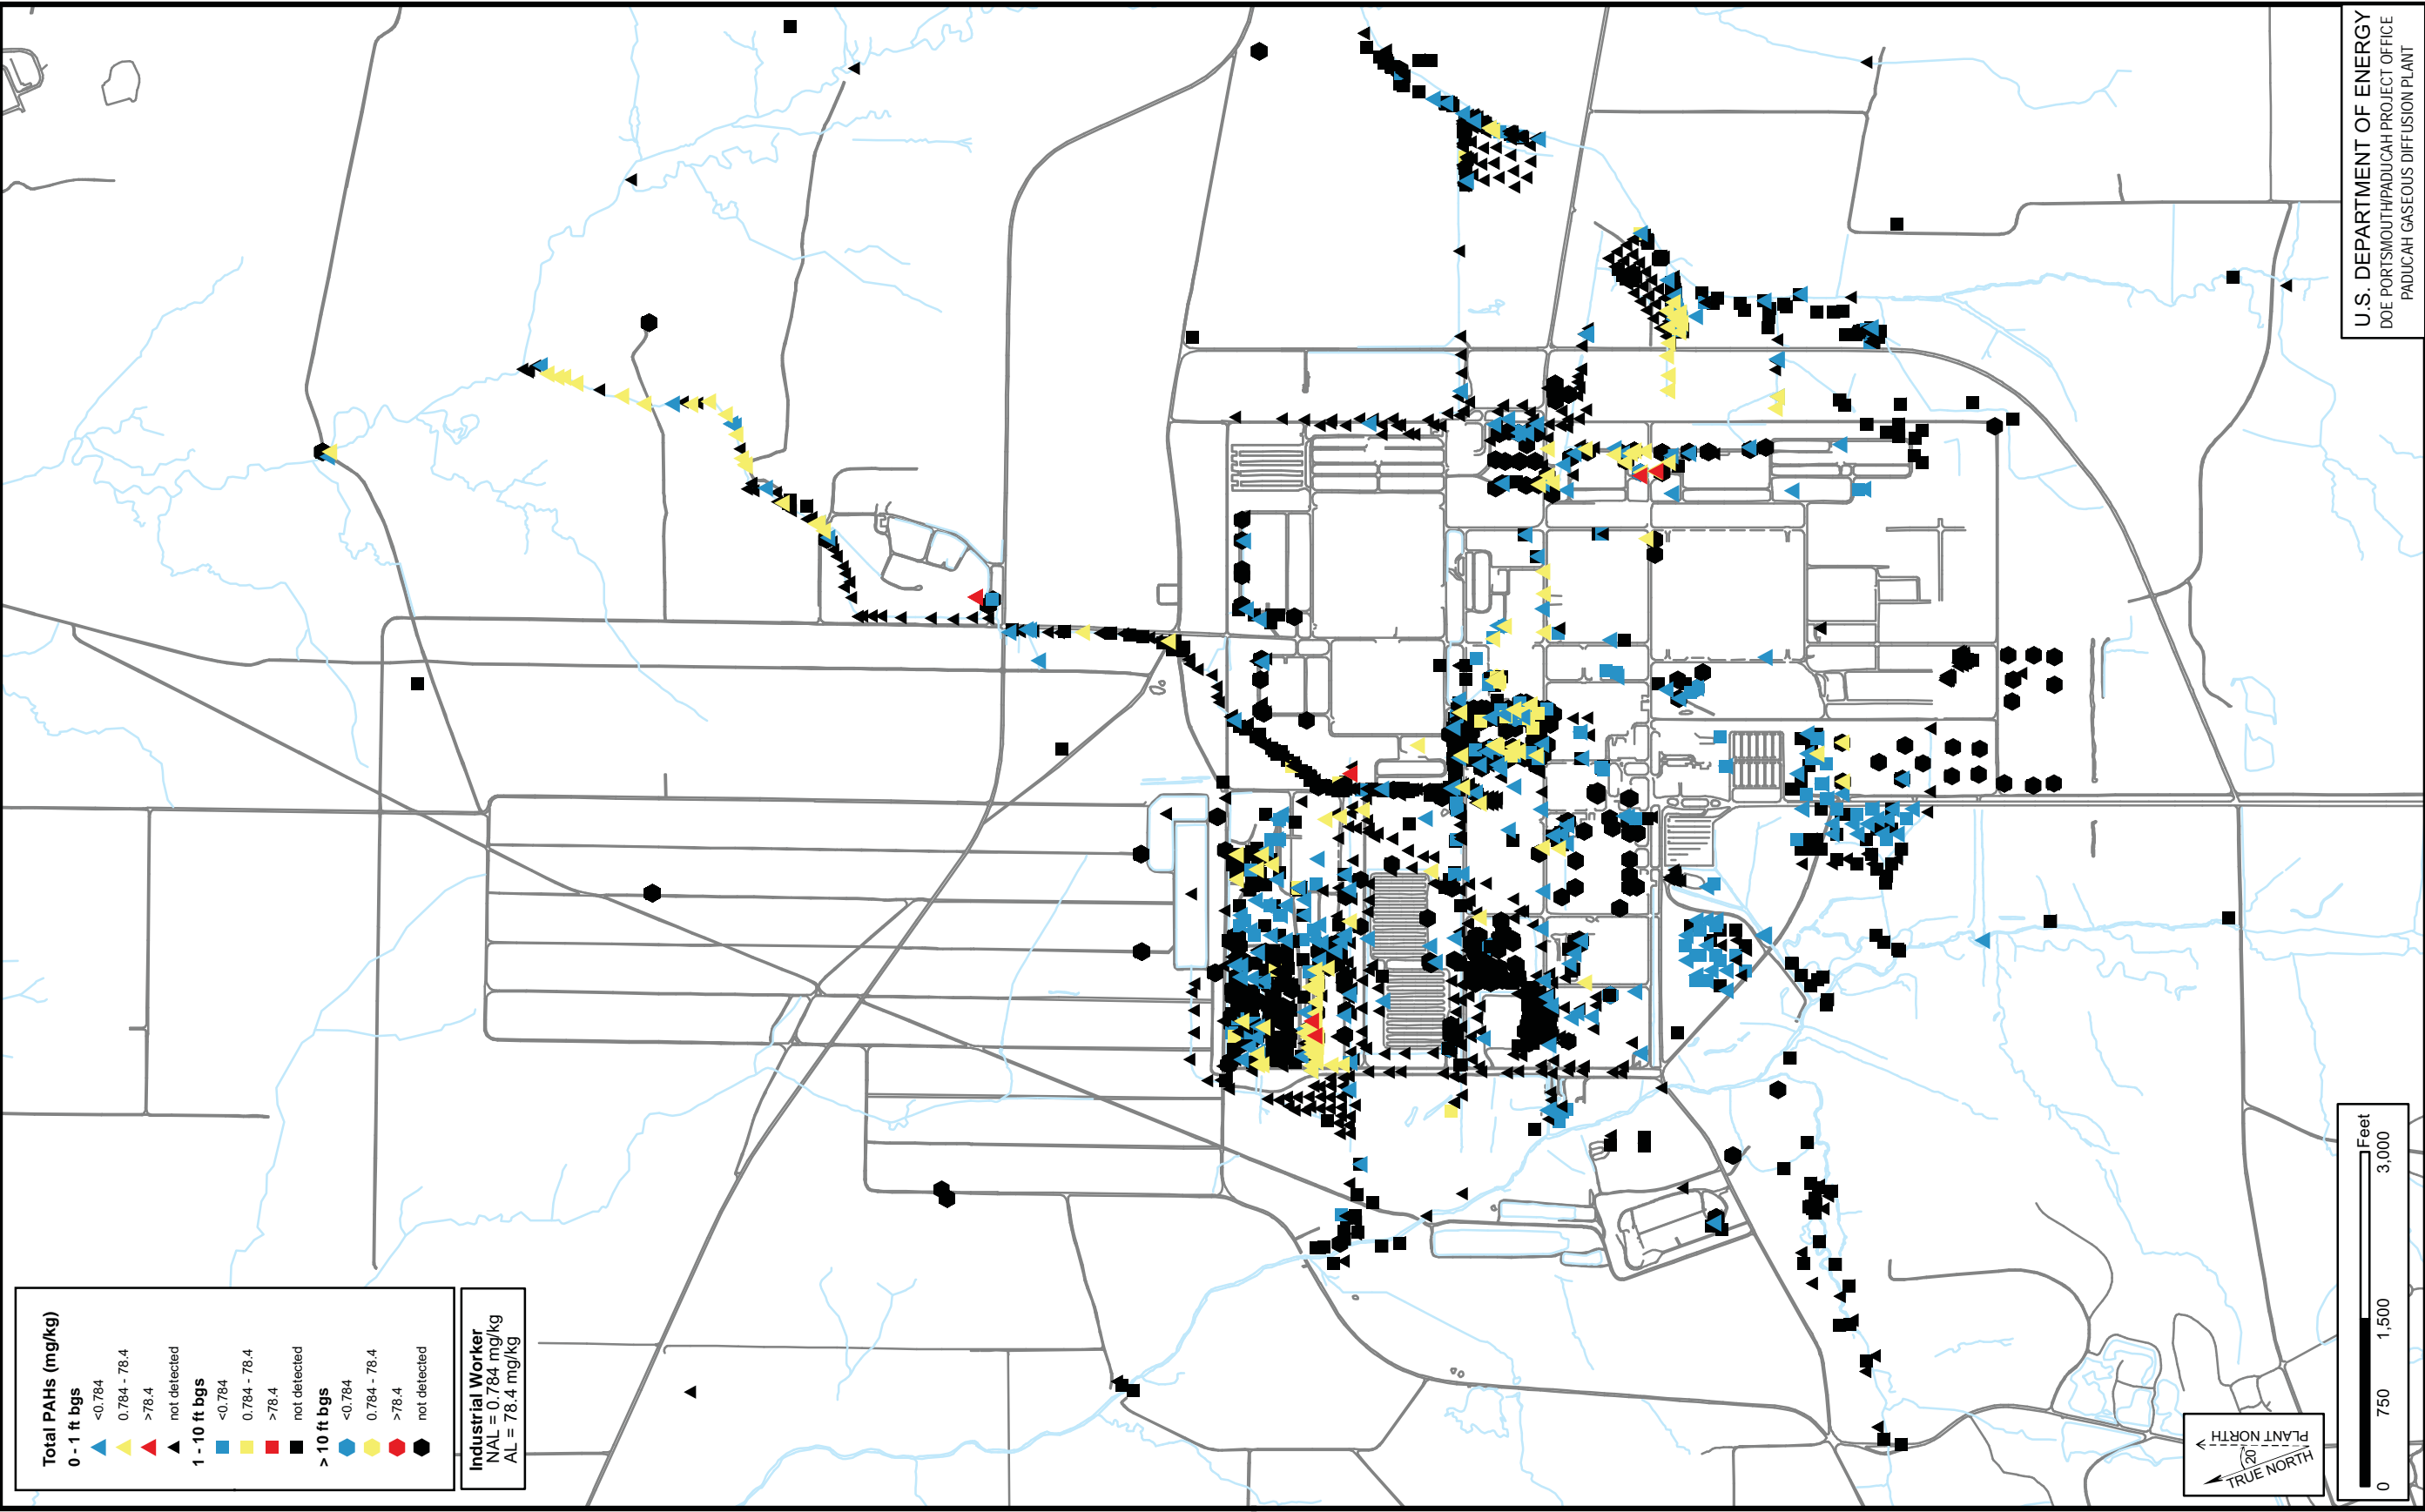 Total PAHs (mg/kg)
0 - 1 ft bgs
<0.784
0.784 - 78.4
>78.4
not detected
1 - 10 ft bgs
<0.784
0.784 - 78.4
>78.4
not detected
> 10 ft bgs
<0.784
0.784 - 78.4
>78.4
not detected
Industrial Worker
NAL = 0.784 mg/kg
AL = 78.4 mg/kg
PLANT NORTH
20
TRUE NORTH
Feet
0 750 1,500 3,000
U.S. DEPARTMENT OF ENERGY
DOE PORTSMOUTH/PADUCAH PROJECT OFFICE
PADUCAH GASEOUS DIFFUSION PLANT